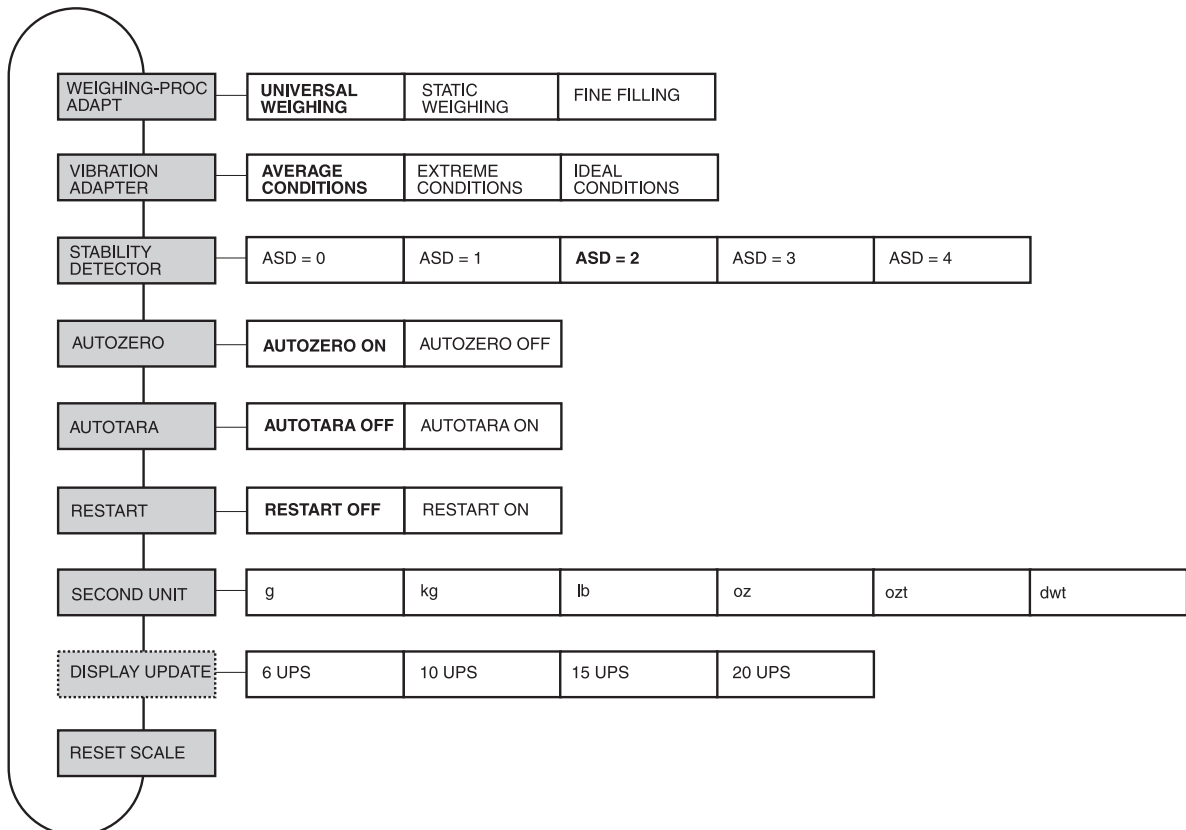 WEIGHING-PROC
ADAPT
UNIVERSAL
WEIGHING
STATIC
WEIGHING
FINE FILLING
VIBRATION
ADAPTER
AVERAGE
CONDITIONS
EXTREME
CONDITIONS
IDEAL
CONDITIONS
STABILITY
DETECTOR
ASD = 0
ASD = 1
ASD = 2
ASD = 3
ASD = 4
AUTOZERO
AUTOZERO ON
AUTOZERO OFF
AUTOTARA
AUTOTARA OFF
AUTOTARA ON
RESTART
RESTART OFF
RESTART ON
SECOND UNIT
g
kg
lb
oz
ozt
dwt
DISPLAY UPDATE
6 UPS
10 UPS
15 UPS
20 UPS
RESET SCALE